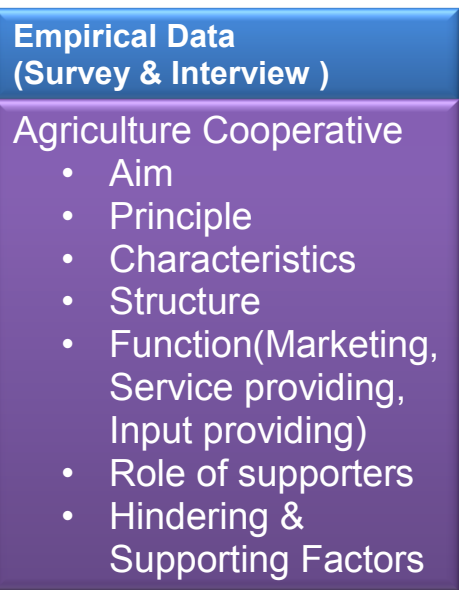 Empirical Data
(Survey & Interview )
Agriculture Cooperative
• Aim
• Principle
• Characteristics
• Structure
• Function(Marketing,
Service providing,
Input providing)
• Role of supporters
• Hindering &
Supporting Factors